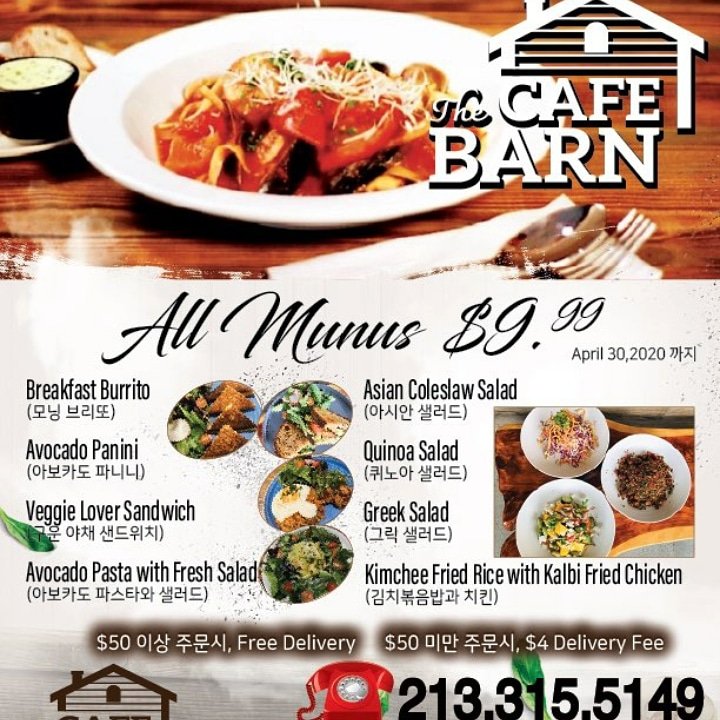 The CAFE
BARN
All Munus $9.99
April 30,2020 까지
Breakfast Burrito
(모닝 브리또)
Avocado Panini
(아보카도 파니니)
Veggie Lover Sandwich
(구운 야채 샌드위치)
Avocado Pasta with Fresh Salad
(아보카도 파스타와 샐러드)
Asian Coleslaw Salad
(아시안 샐러드)
Quinoa Salad
(퀴노아 샐러드)
Greek Salad
(그릭 샐러드)
Kimchee Fried Rice with Kalbi Fried Chicken
(김치볶음밥과 치킨)
$50 이상 주문시, Free Delivery
$50 미만 주문시, $4 Delivery Fee
CAFE
213.315.5149